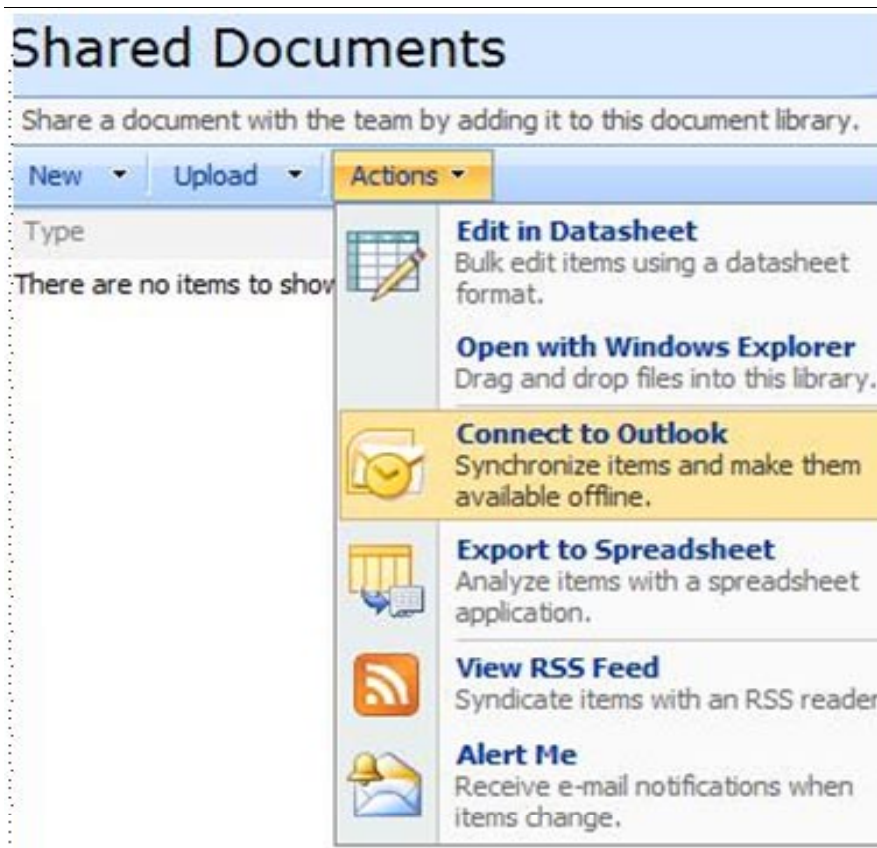 Shared Documents
Share a document with the team by adding it to this document library.
New Upload Actions
Type
There are no items to show
Edit in Datasheet
Bulk edit items using a datasheet
format.
Open with Windows Explorer
Drag and drop files into this library.
Connect to Outlook
Synchronize items and make them
available offline.
Export to Spreadsheet
Analyze items with a spreadsheet
application.
View RSS Feed
Syndicate items with an RSS reader
Alert Me
Receive e-mail notifications when
items change.